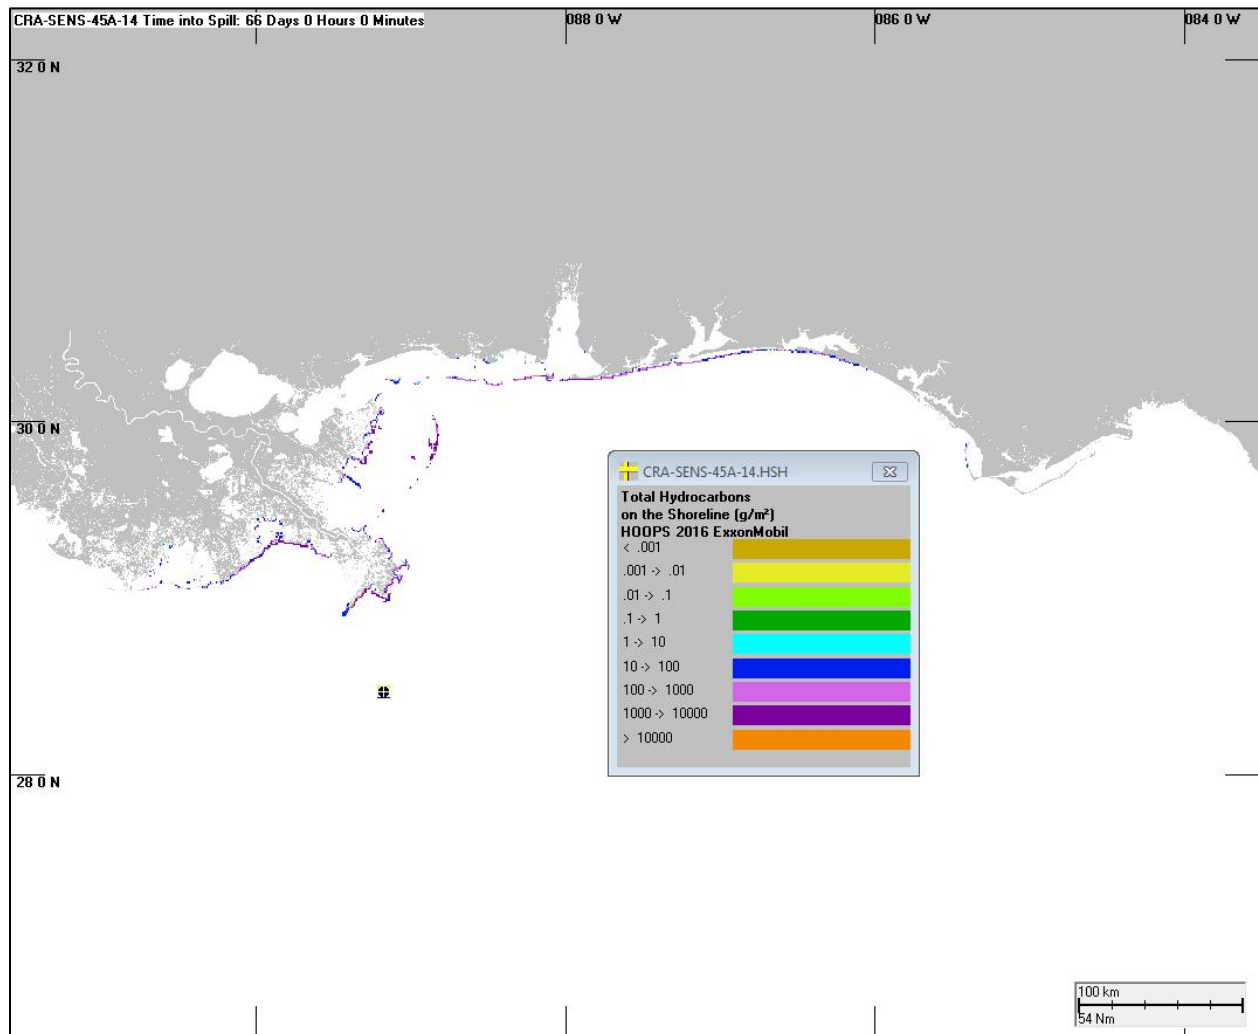 CRA-SENS-45A-14 Time into Spill: 66 Days 0 Hours 0 Minutes
088 0 W
086 0 W
084 0 W
32 0 N
30 0 N
CRA-SENS-45A-14.HSH
Total Hydrocarbons
on the Shoreline (g/m²)
HOOPS 2016 ExxonMobil
< .001
.001 -> .01
.01 -> .1
.1 -> 1
1 -> 10
10 -> 100
100 -> 1000
1000 -> 10000
> 10000
28 0 N
100 km
54 Nm